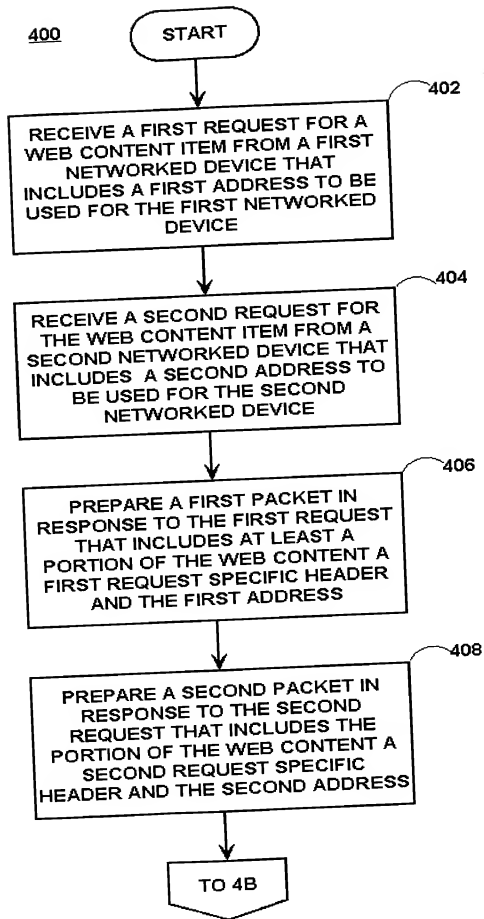 400
START
402
RECEIVE A FIRST REQUEST FOR A
WEB CONTENT ITEM FROM A FIRST
NETWORKED DEVICE THAT
INCLUDES A FIRST ADDRESS TO BE
USED FOR THE FIRST NETWORKED
DEVICE
404
RECEIVE A SECOND REQUEST FOR
THE WEB CONTENT ITEM FROM A
SECOND NETWORKED DEVICE THAT
INCLUDES A SECOND ADDRESS TO
BE USED FOR THE SECOND
NETWORKED DEVICE
406
PREPARE A FIRST PACKET IN
RESPONSE TO THE FIRST REQUEST
THAT INCLUDES AT LEAST A
PORTION OF THE WEB CONTENT A
FIRST REQUEST SPECIFIC HEADER
AND THE FIRST ADDRESS
408
PREPARE A SECOND PACKET IN
RESPONSE TO THE SECOND
REQUEST THAT INCLUDES THE
PORTION OF THE WEB CONTENT A
SECOND REQUEST SPECIFIC
HEADER AND THE SECOND ADDRESS
TO 4B